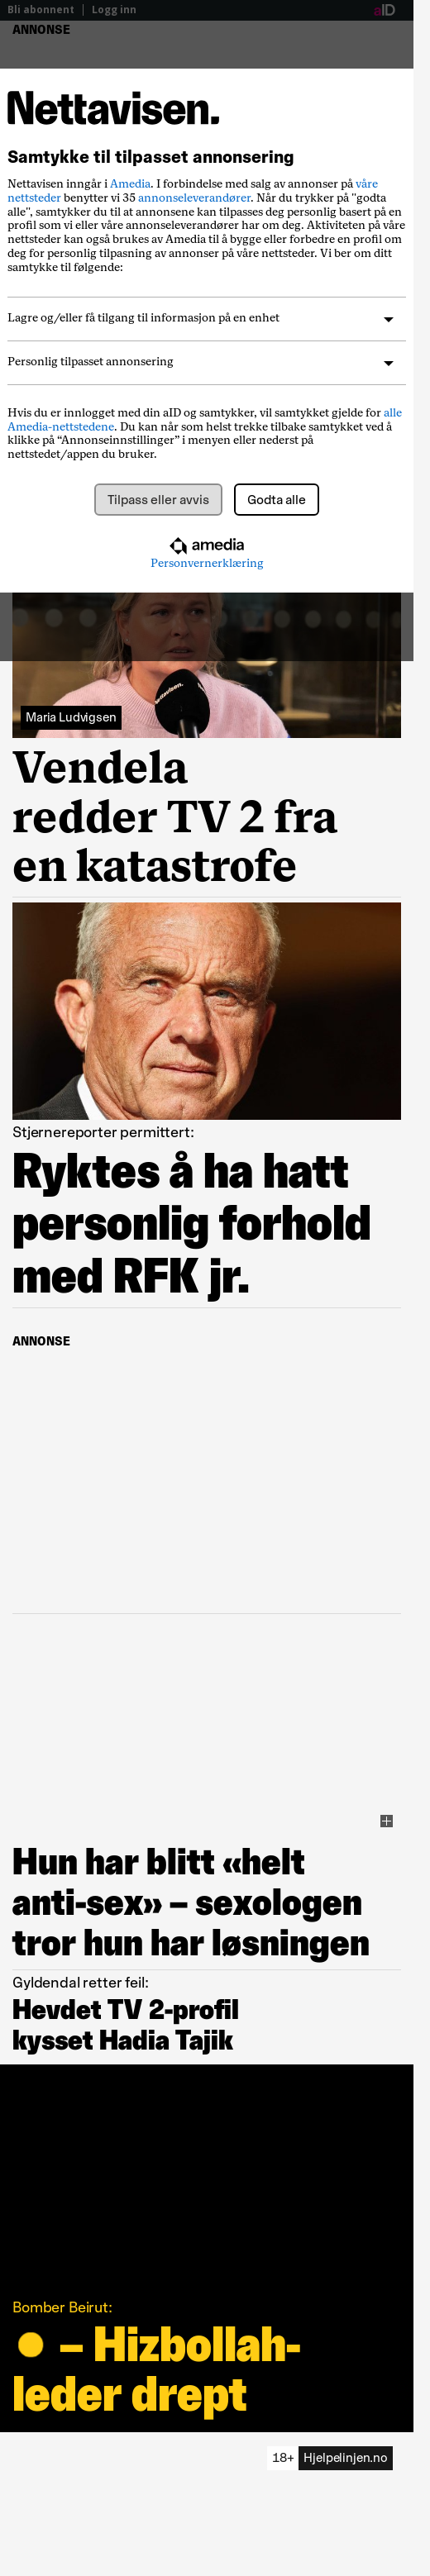 Bli abonnent | Logg inn
aID
ANNONSE
Nettavisen.
Samtykke til tilpasset annonsering
Nettavisen inngår i Amedia. I forbindelse med salg av annonser på våre
nettsteder benytter vi 35 annonseleverandører. Når du trykker på "godta
alle", samtykker du til at annonsene kan tilpasses deg personlig basert på en
profil som vi eller våre annonseleverandører har om deg. Aktiviteten på våre
nettsteder kan også brukes av Amedia til å bygge eller forbedre en profil om
deg for personlig tilpasning av annonser på våre nettsteder. Vi ber om ditt
samtykke til følgende:
Lagre og/eller få tilgang til informasjon på en enhet
Personlig tilpasset annonsering
Hvis du er innlogget med din aID og samtykker, vil samtykket gjelde for alle
Amedia-nettstedene. Du kan når som helst trekke tilbake samtykket ved å
klikke på “Annonseinnstillinger” i menyen eller nederst på
nettstedet/appen du bruker.
Tilpass eller avvis
Godta alle
amedia
Personvernerklæring
Maria Ludvigsen
Vendela
redder TV 2 fra
en katastrofe
Stjernereporter permittert:
Ryktes å ha hatt
personlig forhold
med RFK jr.
ANNONSE
Hun har blitt «helt
anti-sex» – sexologen
tror hun har løsningen
Gyldendal retter feil:
Hevdet TV 2-profil
kysset Hadia Tajik
Bomber Beirut:
– Hizbollah-
leder drept
18+ Hjelpelinjen.no